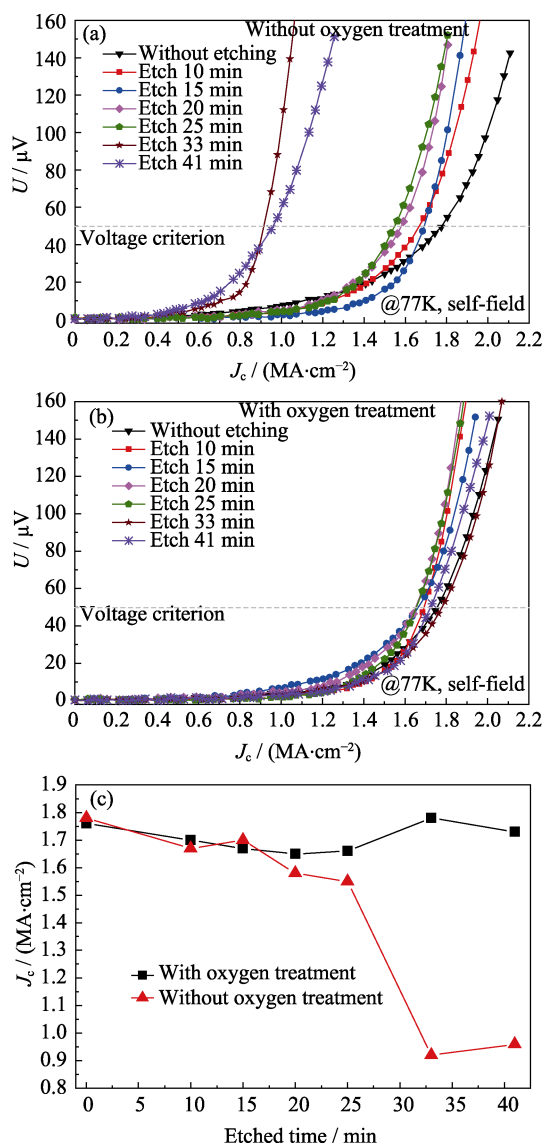 (a)
Without oxygen treatment
Without etching
Etch 10 min
Etch 15 min
Etch 20 min
Etch 25 min
Etch 33 min
Etch 41 min
Voltage criterion
@77K, self-field
U / μV
160
140
120
100
80
60
40
20
0
0 0.2 0.4 0.6 0.8 1.0 1.2 1.4 1.6 1.8 2.0 2.2
Jc / (MA·cm−2)
(b)
With oxygen treatment
Without etching
Etch 10 min
Etch 15 min
Etch 20 min
Etch 25 min
Etch 33 min
Etch 41 min
Voltage criterion
@77K, self-field
U / μV
160
140
120
100
80
60
40
20
0
0 0.2 0.4 0.6 0.8 1.0 1.2 1.4 1.6 1.8 2.0 2.2
Jc / (MA·cm−2)
(c)
With oxygen treatment
Without oxygen treatment
Jc / (MA·cm−2)
1.9
1.8
1.7
1.6
1.5
1.4
1.3
1.2
1.1
1.0
0.9
0.8
0 5 10 15 20 25 30 35 40
Etched time / min